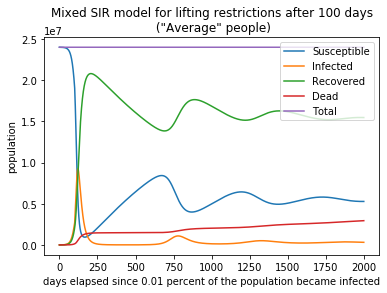 Mixed SIR model for lifting restrictions after 100 days
("Average" people)
1e7
2.5
2.0
1.5
1.0
0.5
0.0
population
Susceptible
Infected
Recovered
Dead
Total
0 250 500 750 1000 1250 1500 1750 2000
days elapsed since 0.01 percent of the population became infected